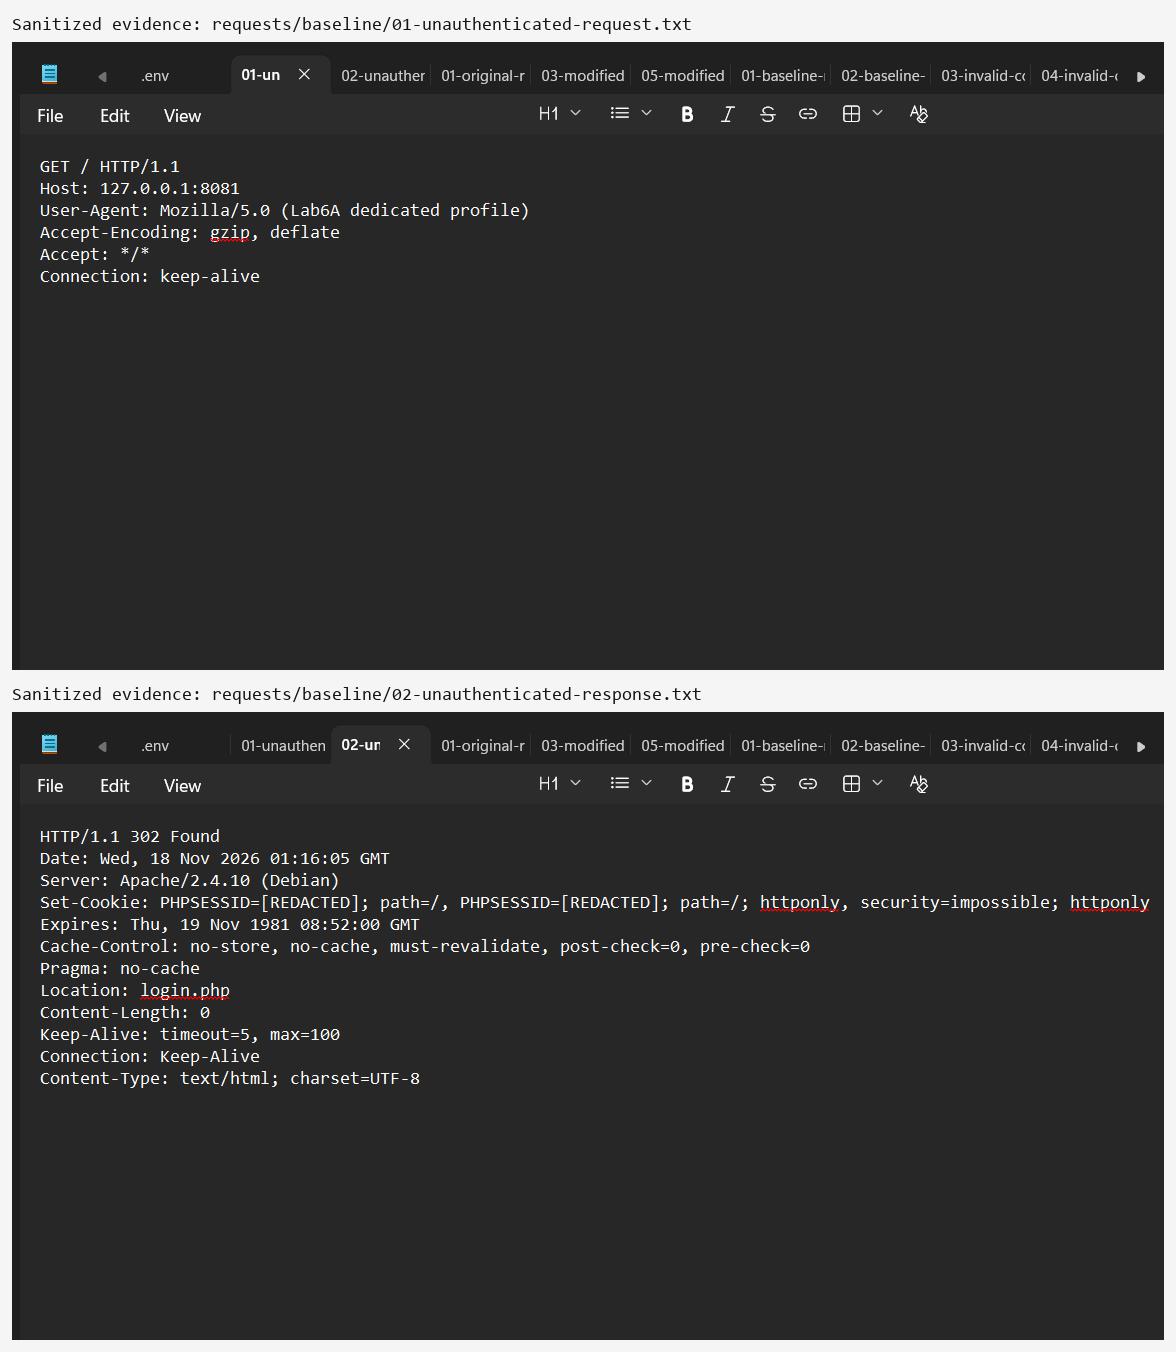 Sanitized evidence: requests/baseline/01-unauthenticated-request.txt
.env 01-un 02-unauther 01-original-r 03-modified 05-modified 01-baseline- 02-baseline- 03-invalid-co 04-invalid-c
File Edit View H1 B I S
GET / HTTP/1.1
Host: 127.0.0.1:8081
User-Agent: Mozilla/5.0 (Lab6A dedicated profile)
Accept-Encoding: gzip, deflate
Accept: */*
Connection: keep-alive
Sanitized evidence: requests/baseline/02-unauthenticated-response.txt
.env 01-unauthen 02-un 01-original-r 03-modified 05-modified 01-baseline- 02-baseline- 03-invalid-co 04-invalid-c
File Edit View H1 B I S
HTTP/1.1 302 Found
Date: Wed, 18 Nov 2026 01:16:05 GMT
Server: Apache/2.4.10 (Debian)
Set-Cookie: PHPSESSID=[REDACTED]; path=/, PHPSESSID=[REDACTED]; path=/; httponly, security=impossible; httponly
Expires: Thu, 19 Nov 1981 08:52:00 GMT
Cache-Control: no-store, no-cache, must-revalidate, post-check=0, pre-check=0
Pragma: no-cache
Location: login.php
Content-Length: 0
Keep-Alive: timeout=5, max=100
Connection: Keep-Alive
Content-Type: text/html; charset=UTF-8